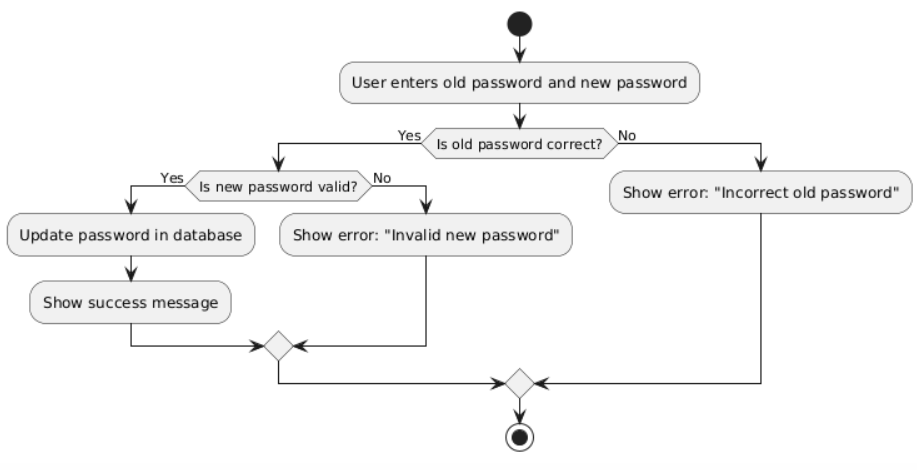 User enters old password and new password
Yes
Is old password correct?
No
Yes
Is new password valid?
No
Show error: "Incorrect old password"
Update password in database
Show error: "Invalid new password"
Show success message